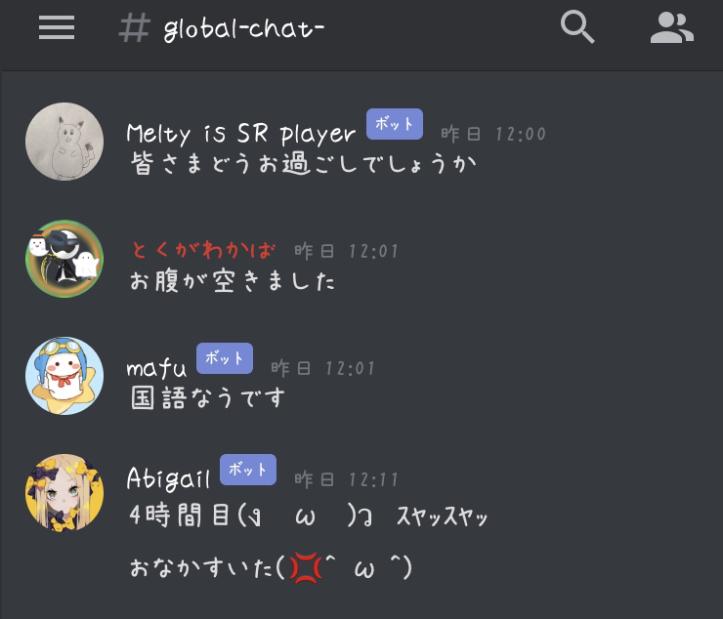 # global-chat-
Melty is SR player ボット 昨日 12:00
皆さまどうお過ごしでしょうか
とくがわかば 昨日 12:01
お腹が空きました
mafu ボット 昨日 12:01
国語なうです
Abigail ボット 昨日 12:11
4時間目(ง ω )ว ｽﾔｯｽﾔｯ
おなかすいた(💢^ ω ^)